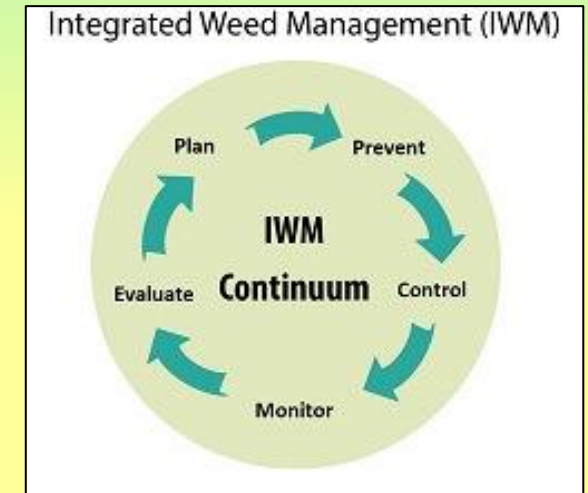 Integrated Weed Management (IWM)
Plan
Prevent
IWM
Continuum
Evaluate
Control
Monitor